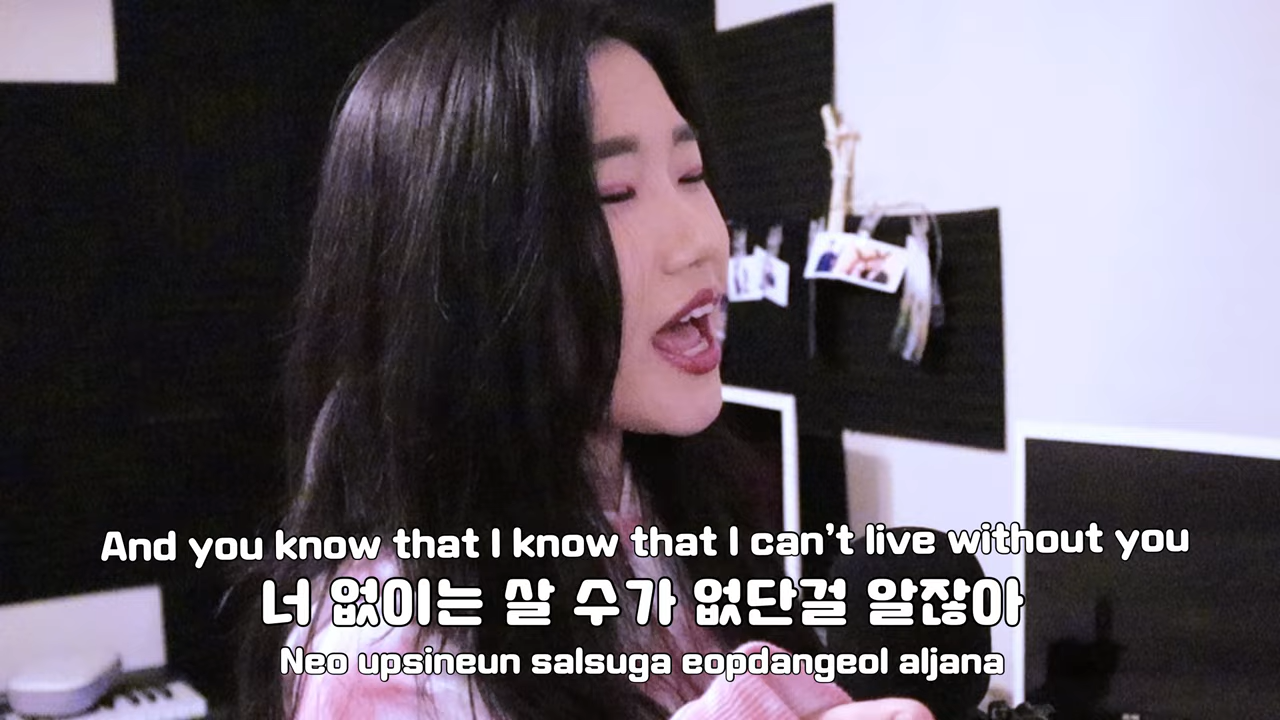 And you know that I know that I can't live without you
너 없이는 살 수가 없단걸 알잖아
Neo upsineun salsuga eopdangeol aljana